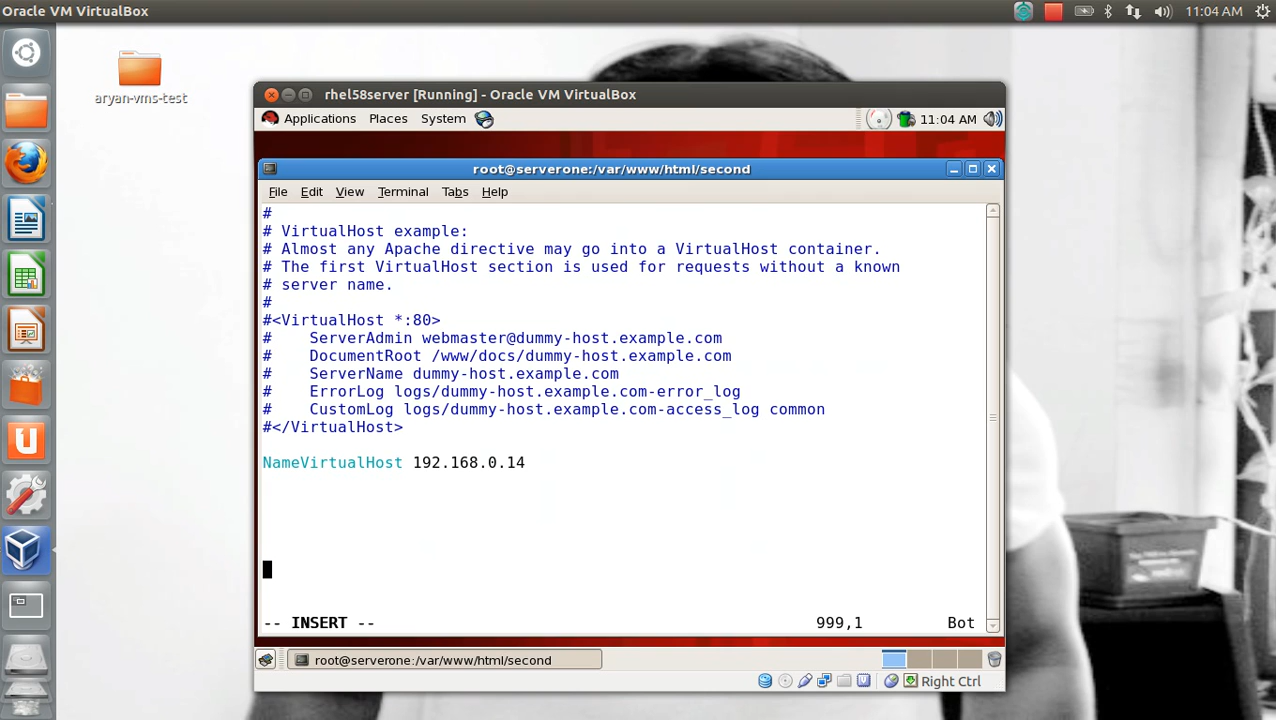 Oracle VM VirtualBox
11:04 AM
aryan-vms-test
rhel58server [Running] - Oracle VM VirtualBox
Applications Places System
11:04 AM
root@serverone:/var/www/html/second
File Edit View Terminal Tabs Help
#
# VirtualHost example:
# Almost any Apache directive may go into a VirtualHost container.
# The first VirtualHost section is used for requests without a known
# server name.
#
#<VirtualHost *:80>
#    ServerAdmin webmaster@dummy-host.example.com
#    DocumentRoot /www/docs/dummy-host.example.com
#    ServerName dummy-host.example.com
#    ErrorLog logs/dummy-host.example.com-error_log
#    CustomLog logs/dummy-host.example.com-access_log common
#</VirtualHost>
NameVirtualHost 192.168.0.14
-- INSERT -- 999,1 Bot
root@serverone:/var/www/html/second
Right Ctrl